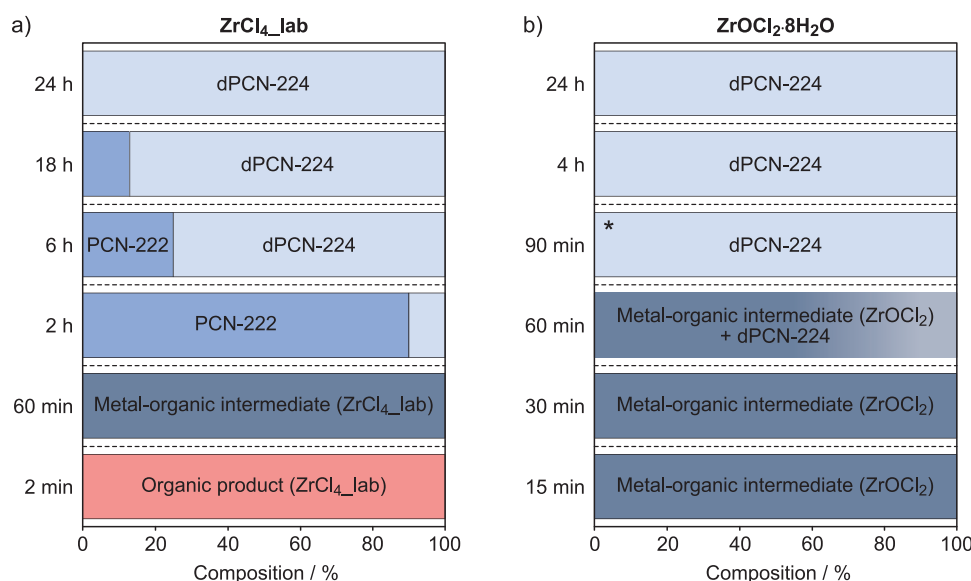 a)
ZrCl₄_lab
24 h
dPCN-224
18 h
dPCN-224
6 h
PCN-222
dPCN-224
2 h
PCN-222
60 min
Metal-organic intermediate (ZrCl₄_lab)
2 min
Organic product (ZrCl₄_lab)
0 20 40 60 80 100
Composition / %
b)
ZrOCl₂·8H₂O
24 h
dPCN-224
4 h
dPCN-224
90 min
*
dPCN-224
60 min
Metal-organic intermediate (ZrOCl₂)
+ dPCN-224
30 min
Metal-organic intermediate (ZrOCl₂)
15 min
Metal-organic intermediate (ZrOCl₂)
0 20 40 60 80 100
Composition / %